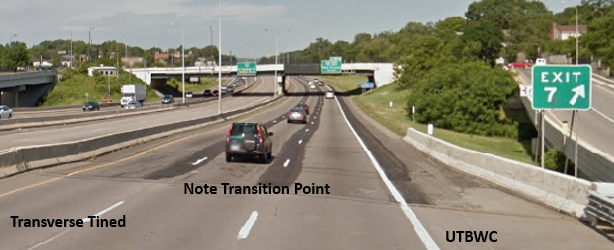 EXIT
7
Note Transition Point
Transverse Tined
UTBWC